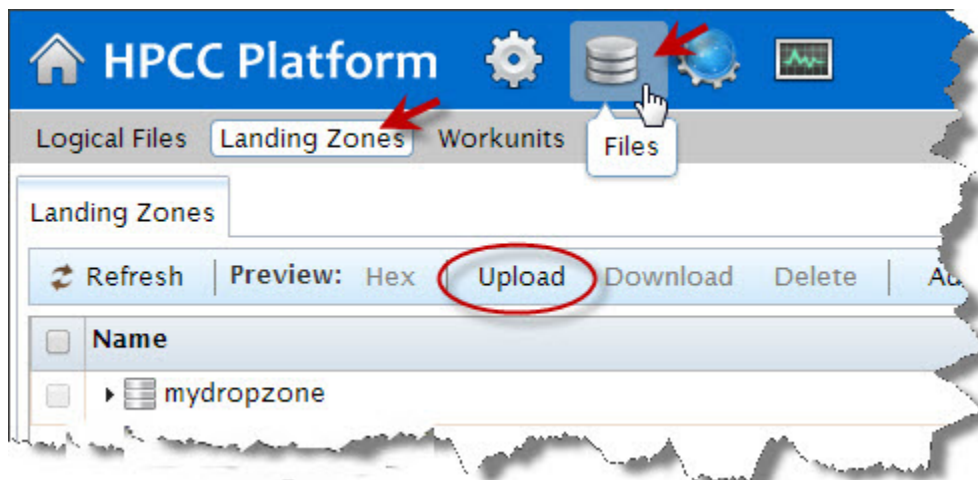 HPCC Platform
Logical Files Landing Zones Workunits Files
Landing Zones
Refresh Preview: Hex Upload Download Delete
Name
mydropzone